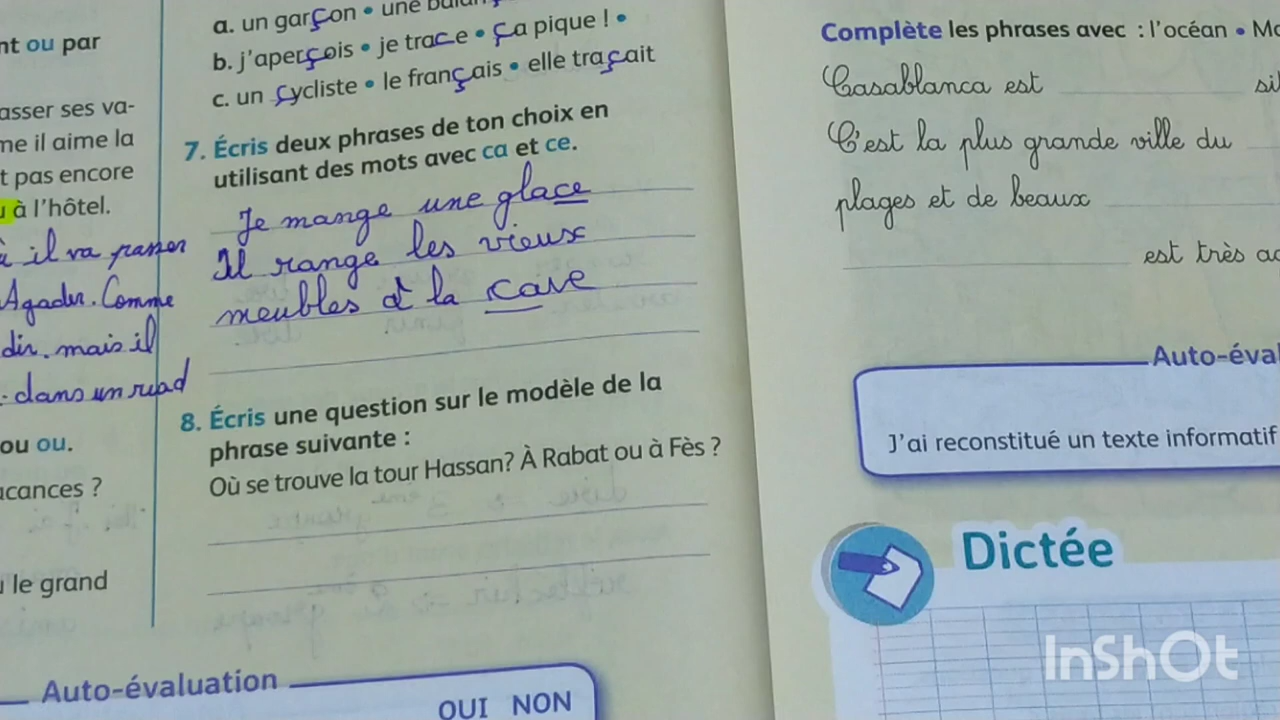 nt ou par
asser ses va-
me il aime la
t pas encore
à l'hôtel.
à il va passer
Agadir. Comme
dir. mais il
. dans un riad
ou ou.
acances ?
le grand
a. un garçon • une
b. j'aperçois • je trace • Ça pique ! •
c. un çycliste • le français • elle traçait
7. Écris deux phrases de ton choix en
utilisant des mots avec ca et ce.
Je mange une glace
Il range les vieux
meubles à la cave
8. Écris une question sur le modèle de la
phrase suivante :
Où se trouve la tour Hassan? À Rabat ou à Fès ?
Auto-évaluation
OUI NON
Complète les phrases avec : l'océan •
Casablanca est
C'est la plus grande ville du
plages et de beaux
est très
Auto-éval
J'ai reconstitué un texte informatif
Dictée
InShOt